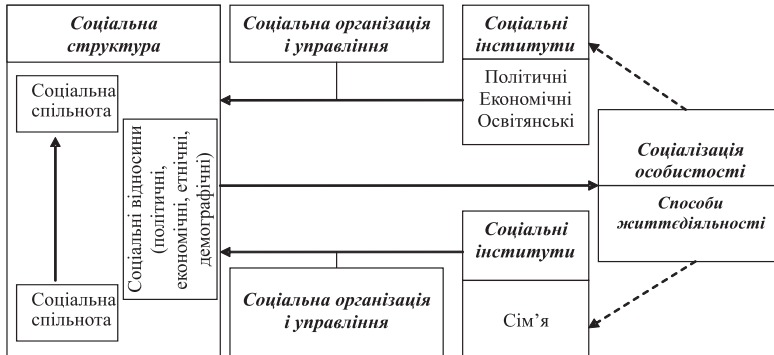 Соціальна
структура
Соціальна
спільнота
Соціальні відносини
(політичні,
економічні, етнічні,
демографічні)
Соціальна
спільнота
Соціальна організація
і управління
Соціальні
інститути
Політичні
Економічні
Освітянські
Соціалізація
особистості
Способи
життєдіяльності
Соціальні
інститути
Сім’я
Соціальна організація
і управління